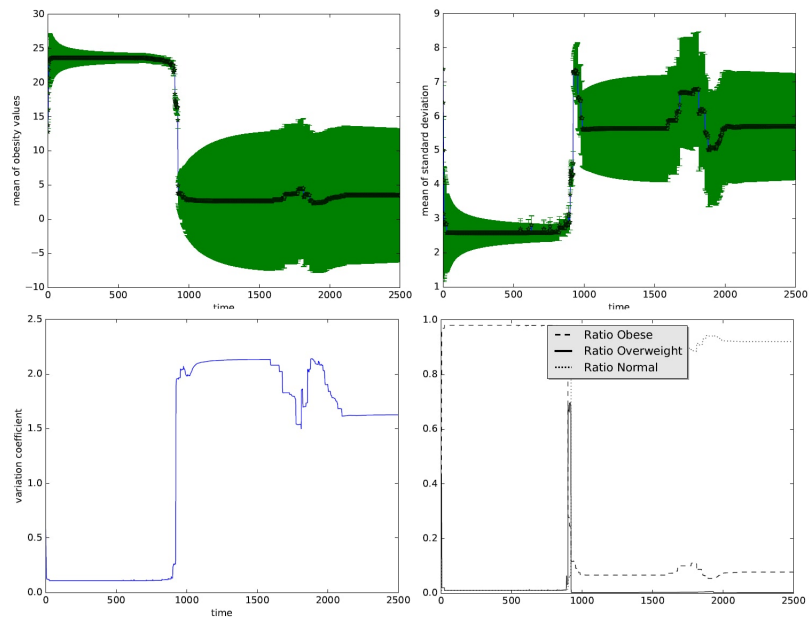 mean of obesity values
30
25
20
15
10
5
0
−5
−10
0 500 1000 1500 2000 2500
time
mean of standard deviation
9
8
7
6
5
4
3
2
1
0 500 1000 1500 2000 2500
time
variation coefficient
2.5
2.0
1.5
1.0
0.5
0.0
0 500 1000 1500 2000 2500
time
1.0
0.8
0.6
0.4
0.2
0.0
0 500 1000 1500 2000 2500
Ratio Obese
Ratio Overweight
Ratio Normal